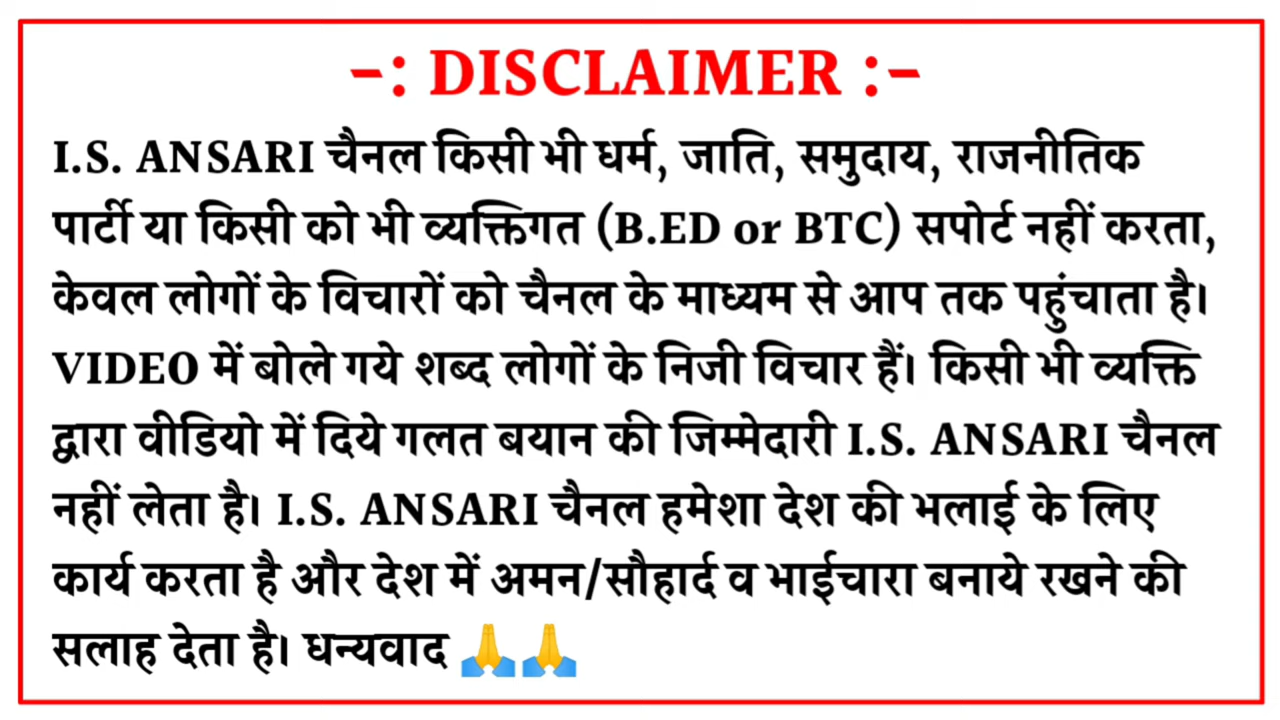 -: DISCLAIMER :-
I.S. ANSARI चैनल किसी भी धर्म, जाति, समुदाय, राजनीतिक
पार्टी या किसी को भी व्यक्तिगत (B.ED or BTC) सपोर्ट नहीं करता,
केवल लोगों के विचारों को चैनल के माध्यम से आप तक पहुंचाता है।
VIDEO में बोले गये शब्द लोगों के निजी विचार हैं। किसी भी व्यक्ति
द्वारा वीडियो में दिये गलत बयान की जिम्मेदारी I.S. ANSARI चैनल
नहीं लेता है। I.S. ANSARI चैनल हमेशा देश की भलाई के लिए
कार्य करता है और देश में अमन/सौहार्द व भाईचारा बनाये रखने की
सलाह देता है। धन्यवाद 🙏🙏